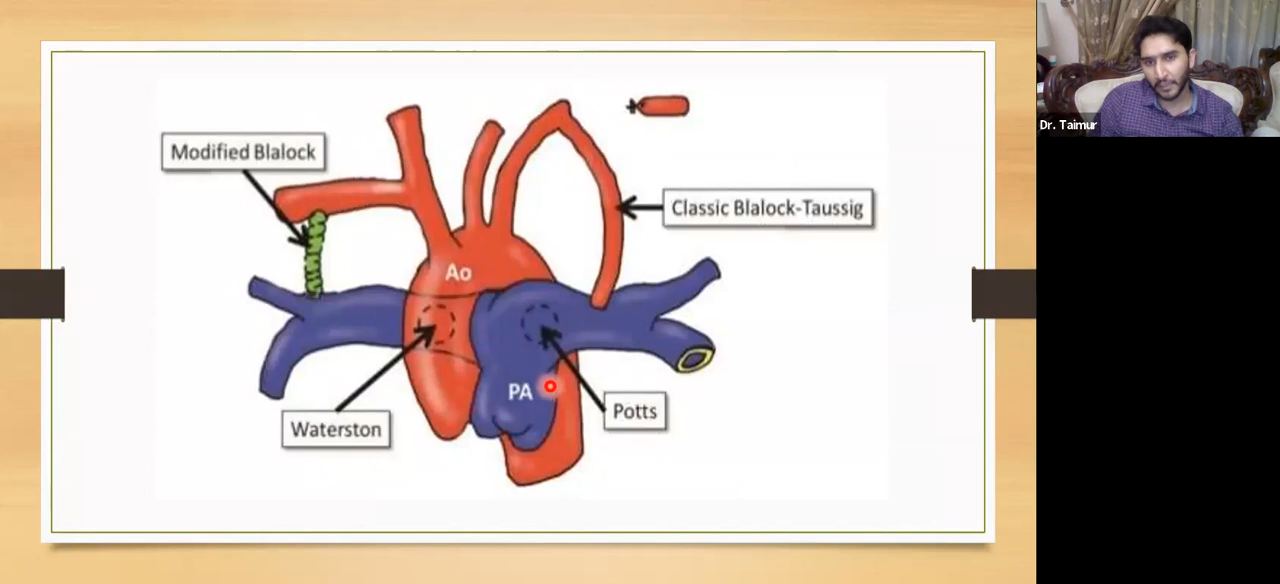 Modified Blalock
Classic Blalock-Taussig
Ao
PA
Waterston
Potts
Dr. Taimur